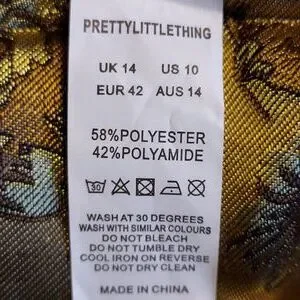 PRETTYLITTLETHING
UK 14 US 10
EUR 42 AUS 14
58%POLYESTER
42%POLYAMIDE
WASH AT 30 DEGREES
WASH WITH SIMILAR COLOURS
DO NOT BLEACH
DO NOT TUMBLE DRY
COOL IRON ON REVERSE
DO NOT DRY CLEAN
MADE IN CHINA